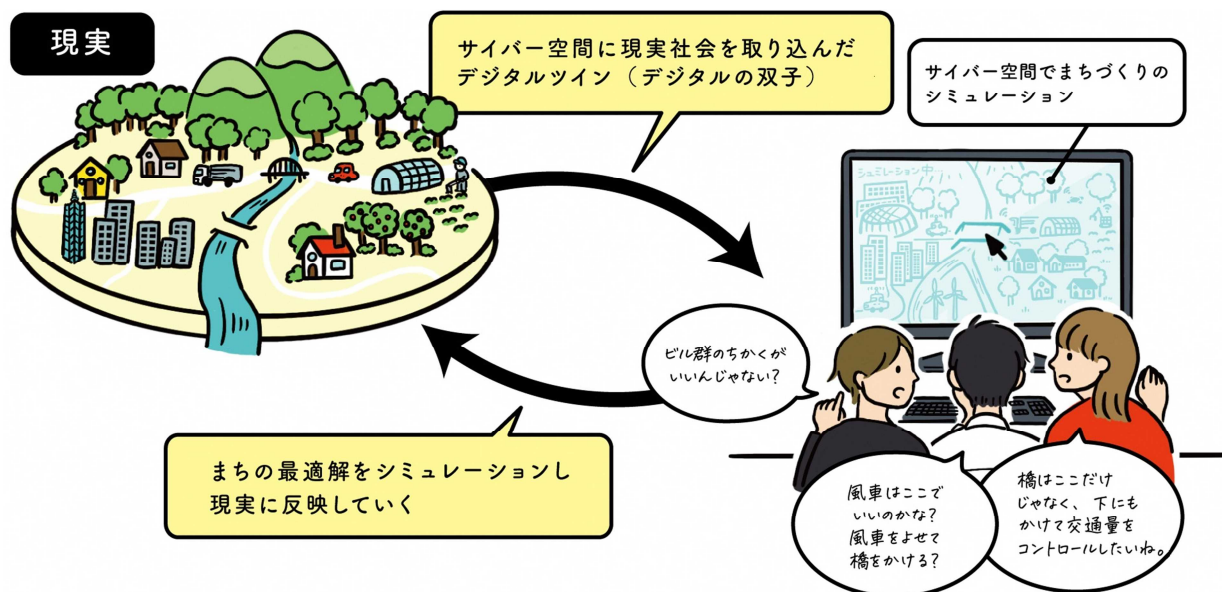 現実
サイバー空間に現実社会を取り込んだ
デジタルツイン（デジタルの双子）
サイバー空間でまちづくりの
シミュレーション
シュミレーション中
ビル群のちかくが
いいんじゃない？
まちの最適解をシミュレーションし
現実に反映していく
風車はここで
いいのかな？
風車をよせて
橋をかける？
橋はここだけ
じゃなく、下にも
かけて交通量を
コントロールしたいね。